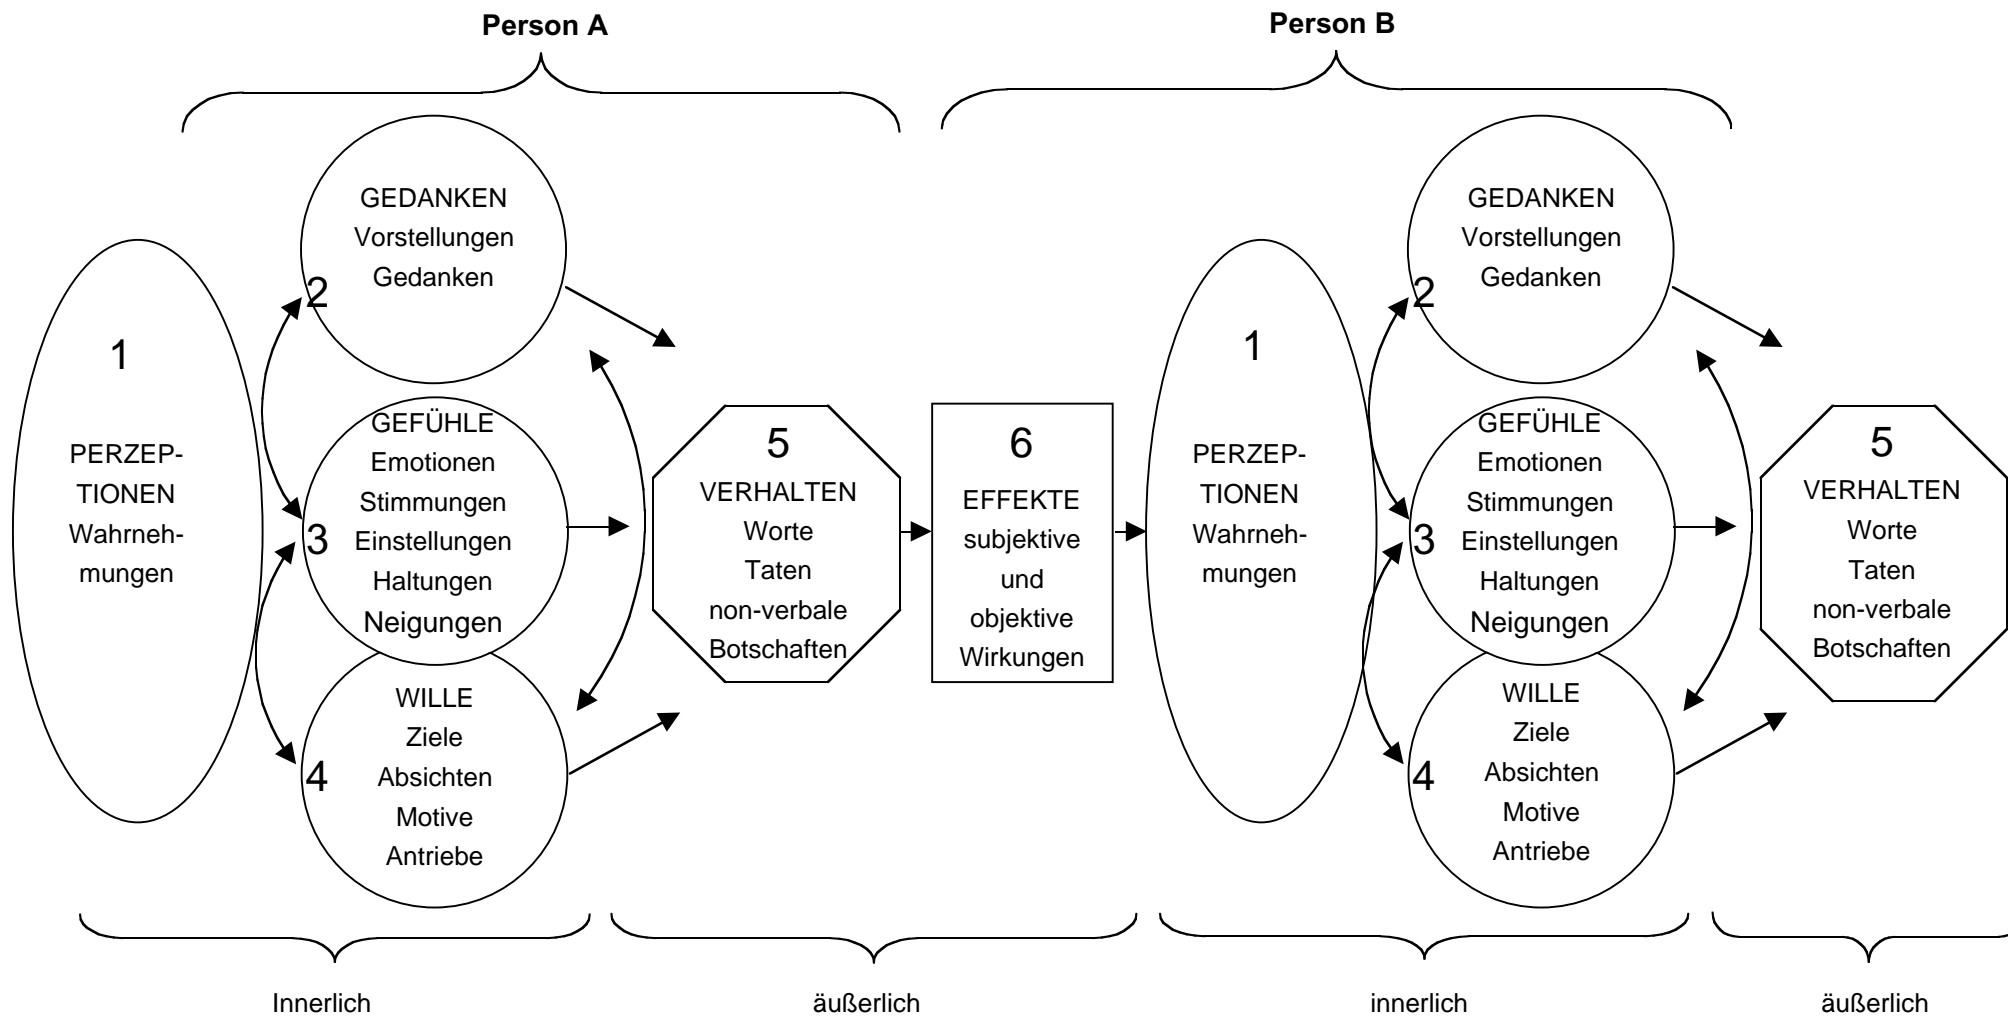 Person A
Person B
1
PERZEP-
TIONEN
Wahrneh-
mungen
2
GEDANKEN
Vorstellungen
Gedanken
3
GEFÜHLE
Emotionen
Stimmungen
Einstellungen
Haltungen
Neigungen
4
WILLE
Ziele
Absichten
Motive
Antriebe
5
VERHALTEN
Worte
Taten
non-verbale
Botschaften
6
EFFEKTE
subjektive
und
objektive
Wirkungen
1
PERZEP-
TIONEN
Wahrneh-
mungen
2
GEDANKEN
Vorstellungen
Gedanken
3
GEFÜHLE
Emotionen
Stimmungen
Einstellungen
Haltungen
Neigungen
4
WILLE
Ziele
Absichten
Motive
Antriebe
5
VERHALTEN
Worte
Taten
non-verbale
Botschaften
Innerlich
äußerlich
innerlich
äußerlich